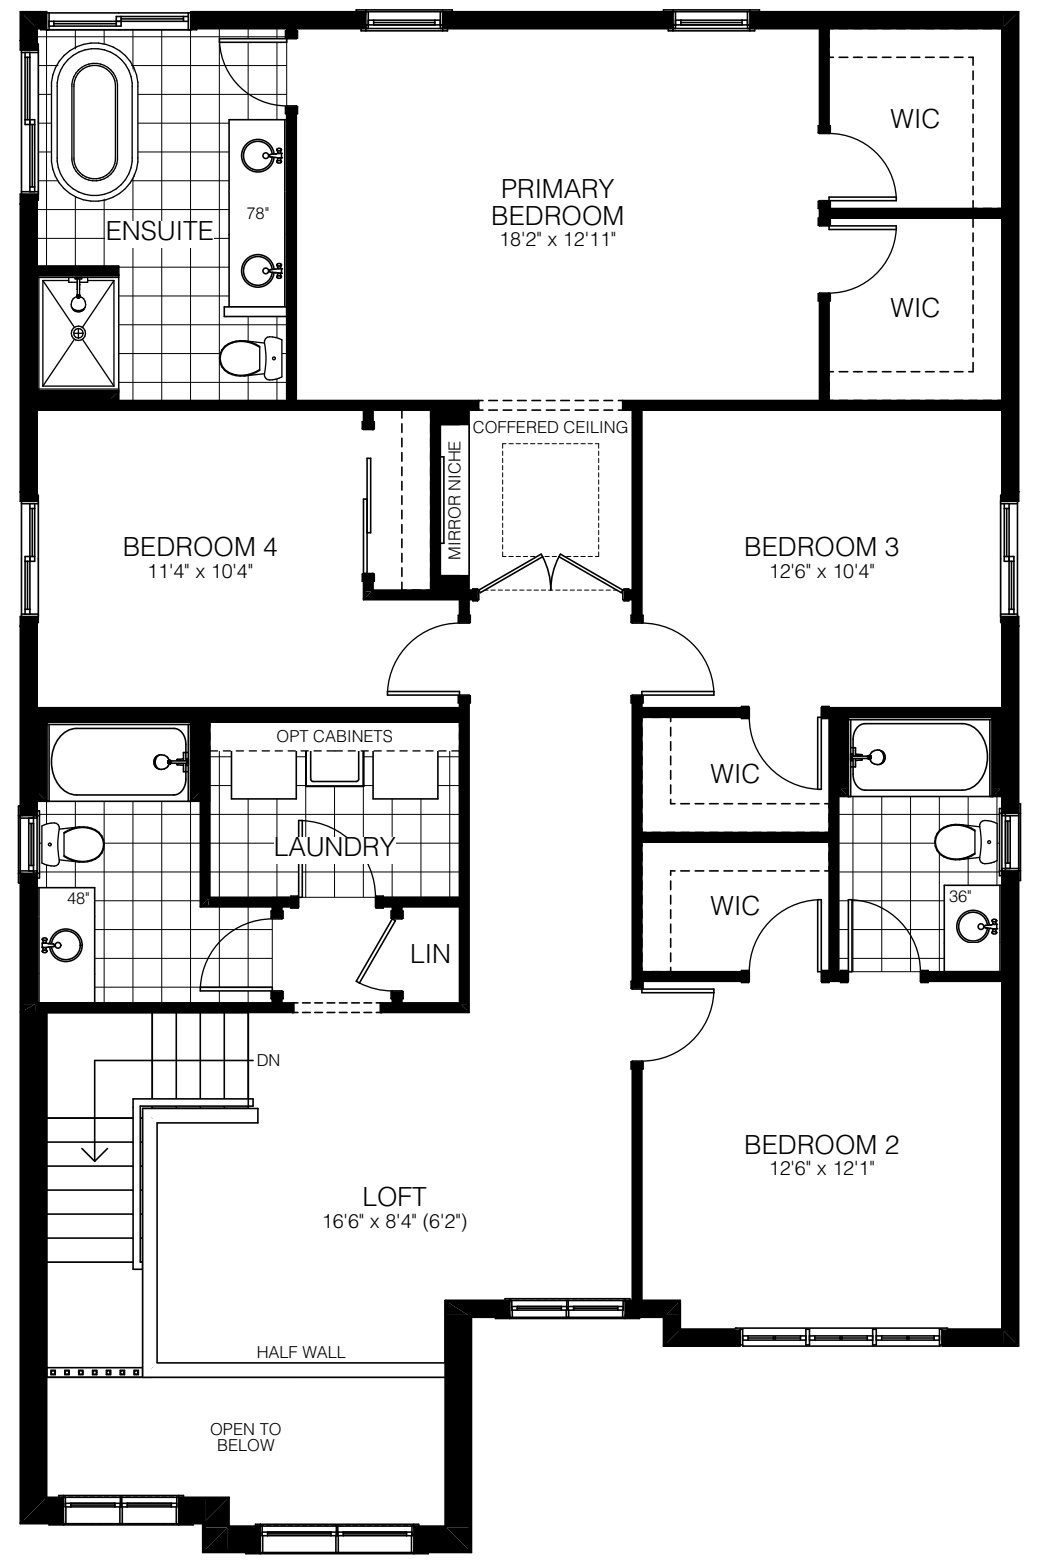 WIC
PRIMARY
BEDROOM
18'2" x 12'11"
78"
ENSUITE
WIC
COFFERED CEILING
MIRROR NICHE
BEDROOM 4
11'4" x 10'4"
BEDROOM 3
12'6" x 10'4"
OPT CABINETS
WIC
LAUNDRY
48"
WIC
36"
LIN
DN
BEDROOM 2
12'6" x 12'1"
LOFT
16'6" x 8'4" (6'2")
HALF WALL
OPEN TO
BELOW